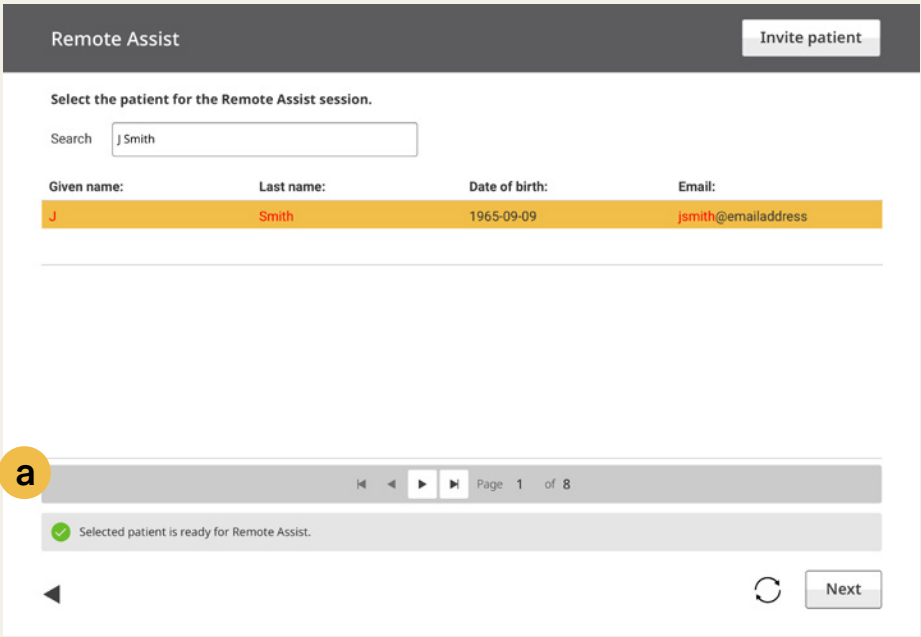 Remote Assist Invite patient
Select the patient for the Remote Assist session.
Search J Smith
Given name: Last name: Date of birth: Email:
J Smith 1965-09-09 jsmith@emailaddress
a
Page 1 of 8
Selected patient is ready for Remote Assist.
Next